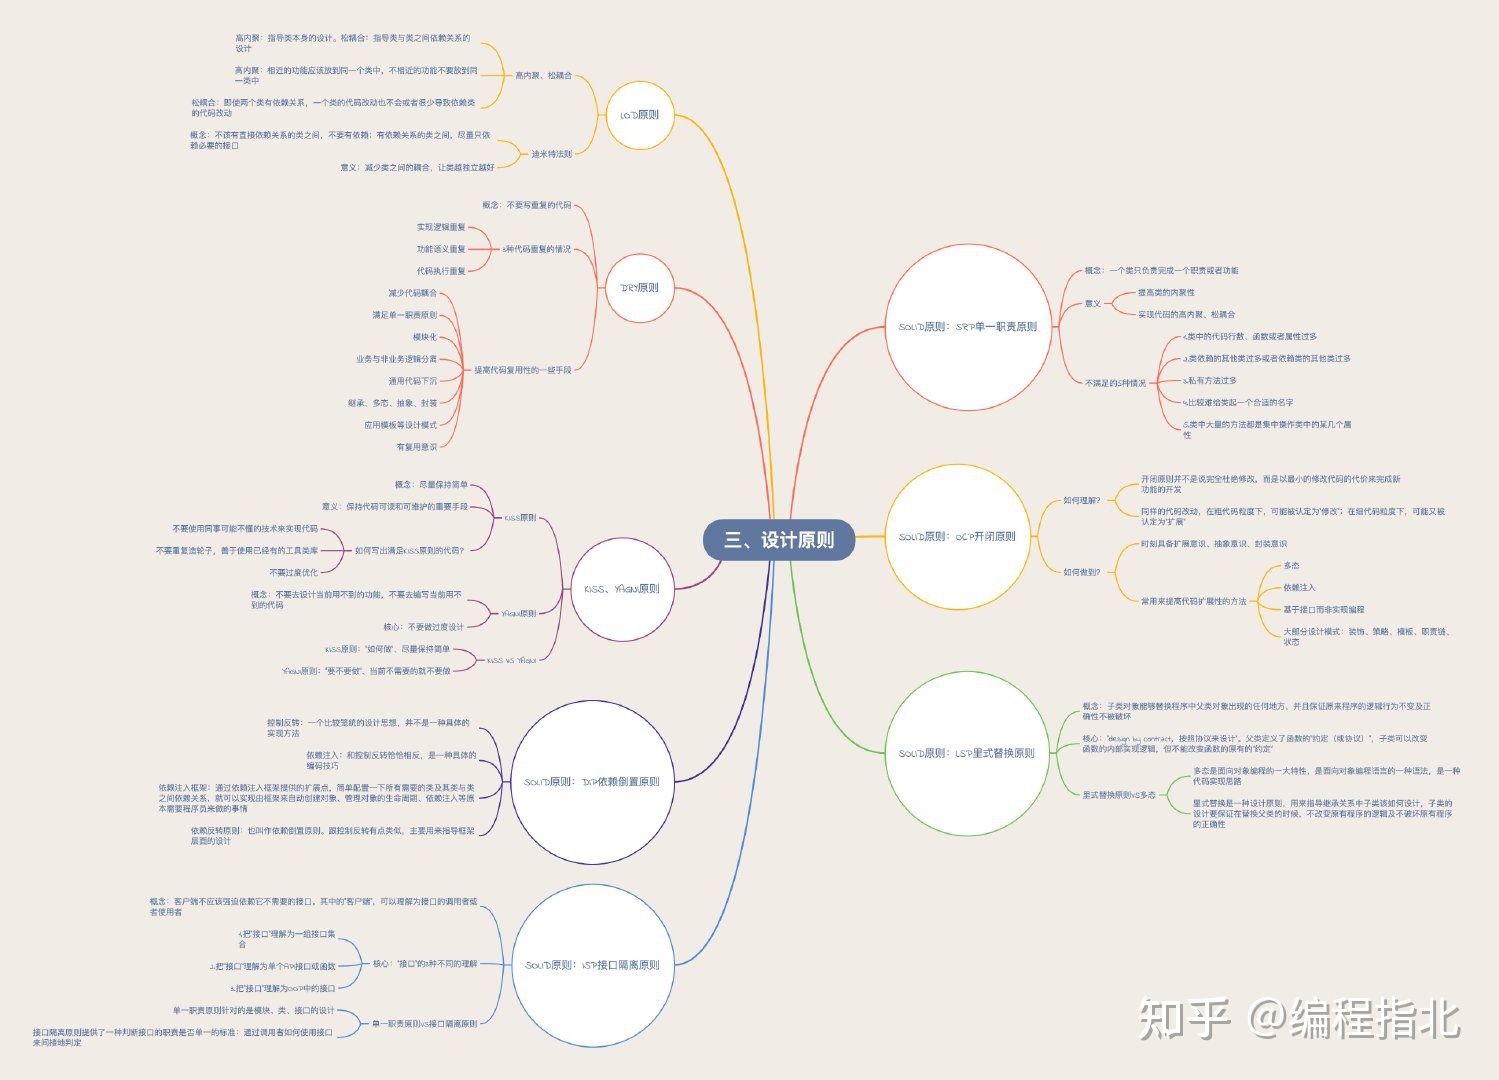 三、设计原则
SOLID原则：SRP单一职责原则
概念：一个类只负责完成一个职责或者功能
意义
提高类的内聚性
实现代码的高内聚、松耦合
不满足的5种情况
1.类中的代码行数、函数或者属性过多
2.类依赖的其他类过多或者依赖类的其他类过多
3.私有方法过多
4.比较难给类起一个合适的名字
5.类中大量的方法都是集中操作类中的某几个属
性
SOLID原则：OCP开闭原则
如何理解?
开闭原则并不是说完全杜绝修改，而是以最小的修改代码的代价来完成新
功能的开发
同样的代码改动，在粗代码粒度下，可能被认定为"修改"；在细代码粒度下，可能又被
认定为"扩展"
如何做到?
时刻具备扩展意识、抽象意识、封装意识
常用来提高代码扩展性的方法
多态
依赖注入
基于接口而非实现编程
大部分设计模式：装饰、策略、模板、职责链、
状态
SOLID原则：LSP里式替换原则
概念：子类对象能够替换程序中父类对象出现的任何地方，并且保证原来程序的逻辑行为不变及正
确性不被破坏
核心："design by contract，按照协议来设计"。父类定义了函数的"约定（或协议）"，子类可以改变
函数的内部实现逻辑，但不能改变函数的原有的"约定"
里式替换原则vs多态
多态是面向对象编程的一大特性，是面向对象编程语言的一种语法，是一种
代码实现思路
里式替换是一种设计原则，用来指导继承关系中子类该如何设计，子类的
设计要保证在替换父类的时候，不改变原有程序的逻辑及不破坏原有程序
的正确性
LOD原则
高内聚、松耦合
高内聚：指导类本身的设计。松耦合：指导类与类之间依赖关系的
设计
高内聚：相近的功能应该放到同一个类中，不相近的功能不要放到同
一类中
松耦合：即使两个类有依赖关系，一个类的代码改动也不会或者很少导致依赖类
的代码改动
迪米特法则
概念：不该有直接依赖关系的类之间，不要有依赖；有依赖关系的类之间，尽量只依
赖必要的接口
意义：减少类之间的耦合，让类越独立越好
DRY原则
概念：不要写重复的代码
3种代码重复的情况
实现逻辑重复
功能语义重复
代码执行重复
提高代码复用性的一些手段
减少代码耦合
满足单一职责原则
模块化
业务与非业务逻辑分离
通用代码下沉
继承、多态、抽象、封装
应用模板等设计模式
有复用意识
KISS、YAGNI原则
KISS原则
概念：尽量保持简单
意义：保持代码可读和可维护的重要手段
如何写出满足KISS原则的代码?
不要使用同事可能不懂的技术来实现代码
不要重复造轮子，善于使用已经有的工具类库
不要过度优化
YAGNI原则
概念：不要去设计当前用不到的功能，不要去编写当前用不
到的代码
核心：不要做过度设计
KISS VS YAGNI
KISS原则："如何做"、尽量保持简单
YAGNI原则："要不要做"、当前不需要的就不要做
SOLID原则：DIP依赖倒置原则
控制反转：一个比较笼统的设计思想，并不是一种具体的
实现方法
依赖注入：和控制反转恰恰相反，是一种具体的
编码技巧
依赖注入框架：通过依赖注入框架提供的扩展点，简单配置一下所有需要的类及其类与类
之间依赖关系，就可以实现由框架来自动创建对象、管理对象的生命周期、依赖注入等原
本需要程序员来做的事情
依赖反转原则：也叫作依赖倒置原则。跟控制反转有点类似，主要用来指导框架
层面的设计
SOLID原则：ISP接口隔离原则
概念：客户端不应该强迫依赖它不需要的接口。其中的"客户端"，可以理解为接口的调用者或
者使用者
核心："接口"的3种不同的理解
1.把"接口"理解为一组接口集
合
2.把"接口"理解为单个API接口或函数
3.把"接口"理解为OOP中的接口
单一职责原则vs接口隔离原则
单一职责原则针对的是模块、类、接口的设计
接口隔离原则提供了一种判断接口的职责是否单一的标准：通过调用者如何使用接口
来间接地判定
知乎 @编程指北